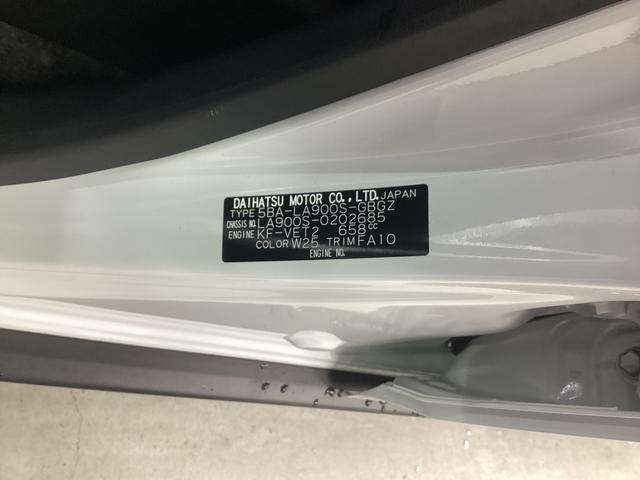 DAIHATSU MOTOR CO.,LTD.JAPAN
TYPE 5BA-LA900S-GBGZ
CHASSIS NO. LA900S-0202685
ENGINE KF-VET2 658cc
COLOR W25 TRIM FA10
ENGINE NO.